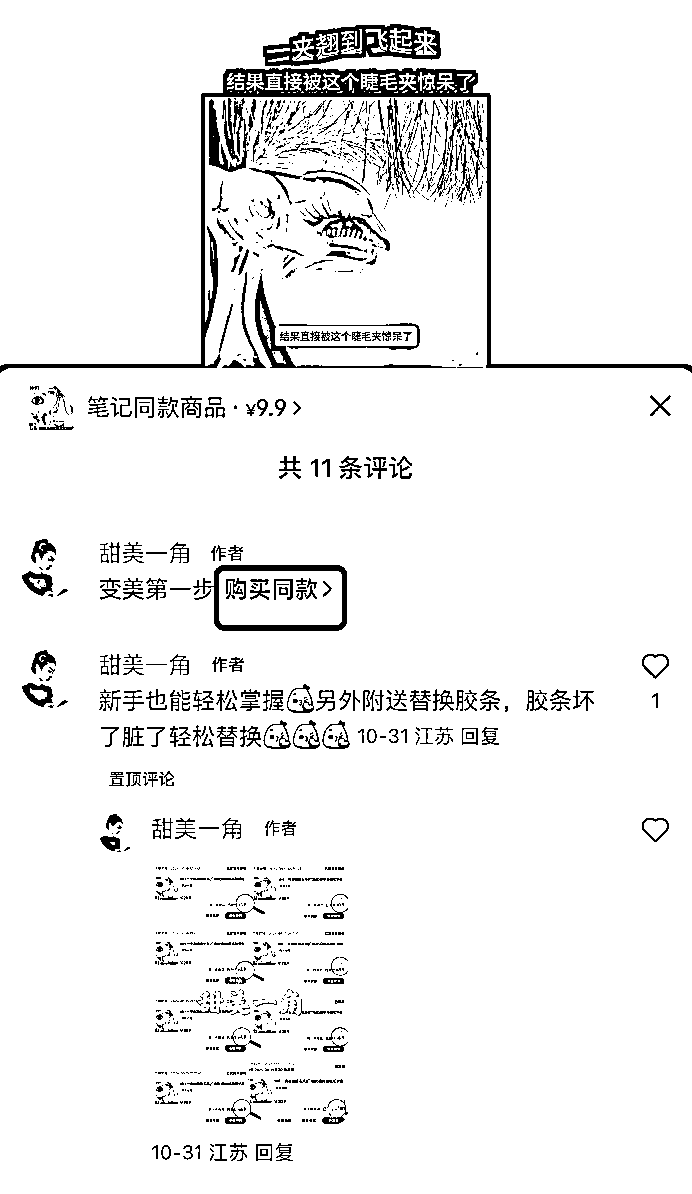 一夹翘到飞起来
结果直接被这个睫毛夹惊呆了
结果直接被这个睫毛夹惊呆了
笔记同款商品 · ¥9.9 >
共 11 条评论
甜美一角 作者
变美第一步 购买同款 >
甜美一角 作者
新手也能轻松掌握另外附送替换胶条，胶条坏
1
了脏了轻松替换 10-31 江苏 回复
置顶评论
甜美一角 作者
甜美一角
10-31 江苏 回复